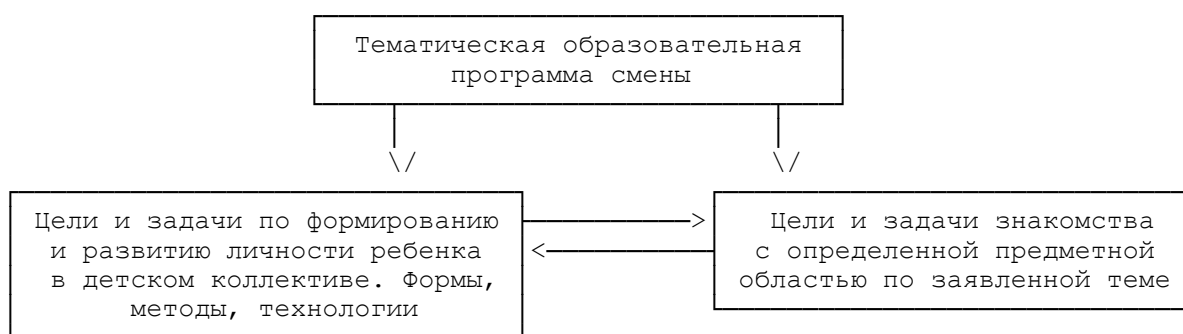 Тематическая образовательная
программа смены
Цели и задачи по формированию
и развитию личности ребенка
в детском коллективе. Формы,
методы, технологии
Цели и задачи знакомства
с определенной предметной
областью по заявленной теме